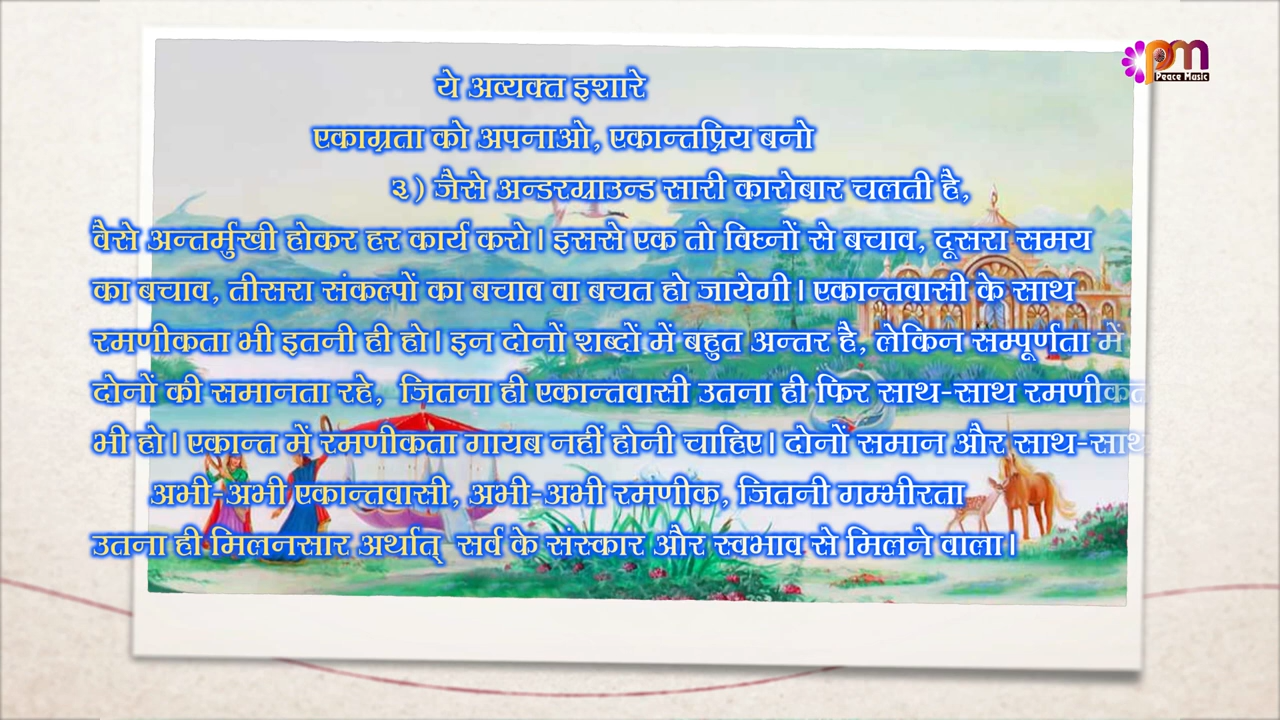 ये अव्यक्त इशारे
एकाग्रता को अपनाओ, एकान्तप्रिय बनो
३) जैसे अन्डरग्राउन्ड सारी कारोबार चलती है,
वैसे अन्तर्मुखी होकर हर कार्य करो। इससे एक तो विघ्नों से बचाव, दूसरा समय
का बचाव, तीसरा संकल्पों का बचाव वा बचत हो जायेगी। एकान्तवासी के साथ
रमणीकता भी इतनी ही हो। इन दोनों शब्दों में बहुत अन्तर है, लेकिन सम्पूर्णता में
दोनों की समानता रहे, जितना ही एकान्तवासी उतना ही फिर साथ-साथ रमणीकता
भी हो। एकान्त में रमणीकता गायब नहीं होनी चाहिए। दोनों समान और साथ-साथ
अभी-अभी एकान्तवासी, अभी-अभी रमणीक, जितनी गम्भीरता
उतना ही मिलनसार अर्थात् सर्व के संस्कार और स्वभाव से मिलने वाला।
pm
Peace Music